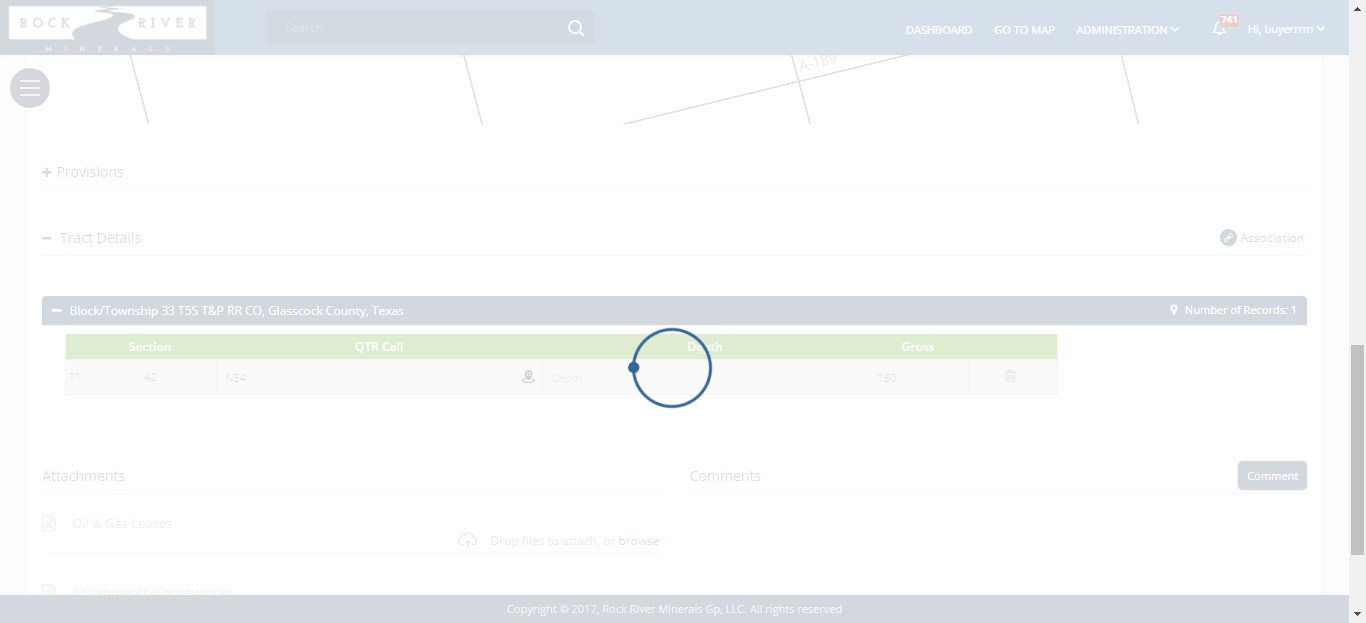 ROCK RIVER
MINERALS
Search
DASHBOARD GO TO MAP ADMINISTRATION 741 Hi, buyerrrm
A-189
Provisions
Tract Details Association
Block/Township 33 T5S T&P RR CO, Glasscock County, Texas Number of Records: 1
Section QTR Call Depth Gross
T1 42 NE4 Depth 160
Attachments Comments Comment
Oil & Gas Leases
Drop files to attach, or browse
Assignments/Conveyances
Copyright © 2017, Rock River Minerals Gp, LLC. All rights reserved